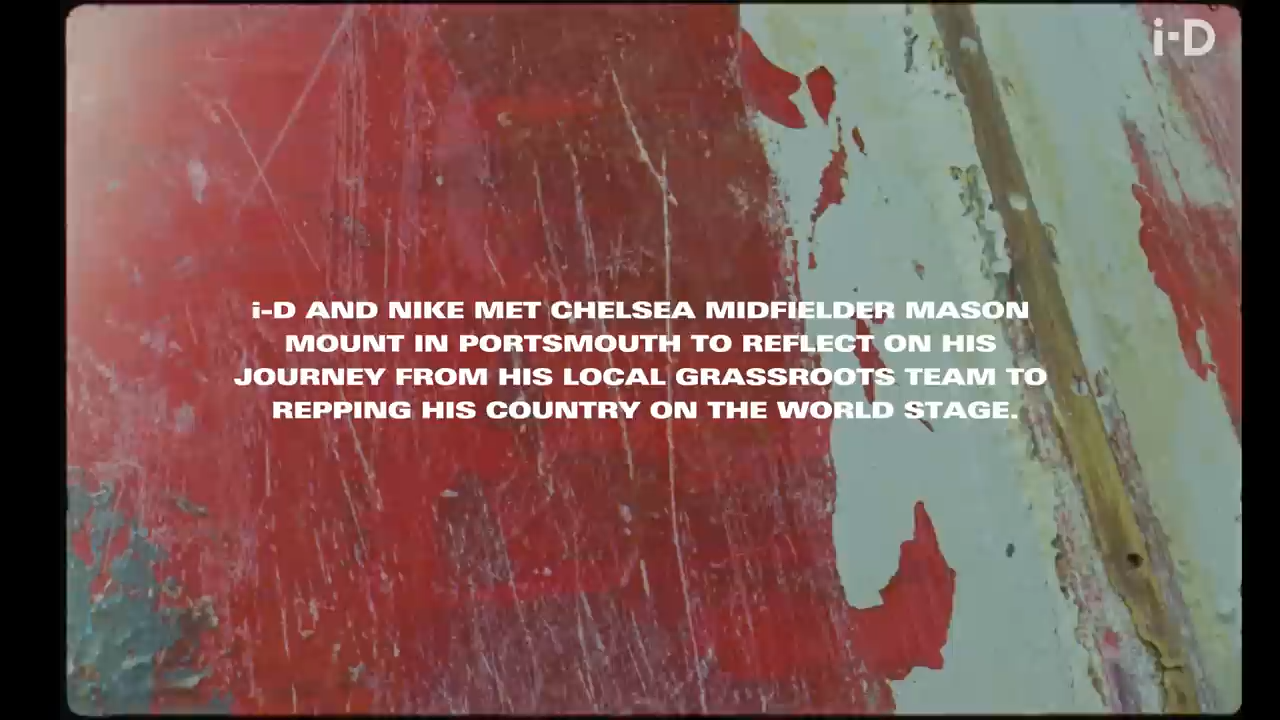 i-D
i-D AND NIKE MET CHELSEA MIDFIELDER MASON
MOUNT IN PORTSMOUTH TO REFLECT ON HIS
JOURNEY FROM HIS LOCAL GRASSROOTS TEAM TO
REPPING HIS COUNTRY ON THE WORLD STAGE.